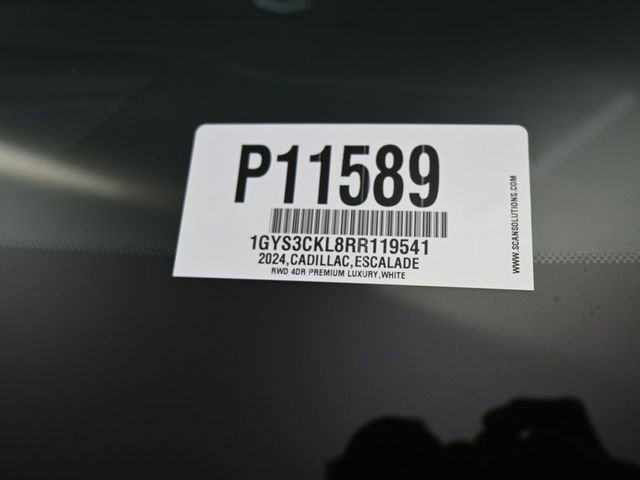 P11589
1GYS3CKL8RR119541
2024,CADILLAC,ESCALADE
RWD 4DR PREMIUM LUXURY,WHITE
WWW.SCANSOLUTIONS.COM